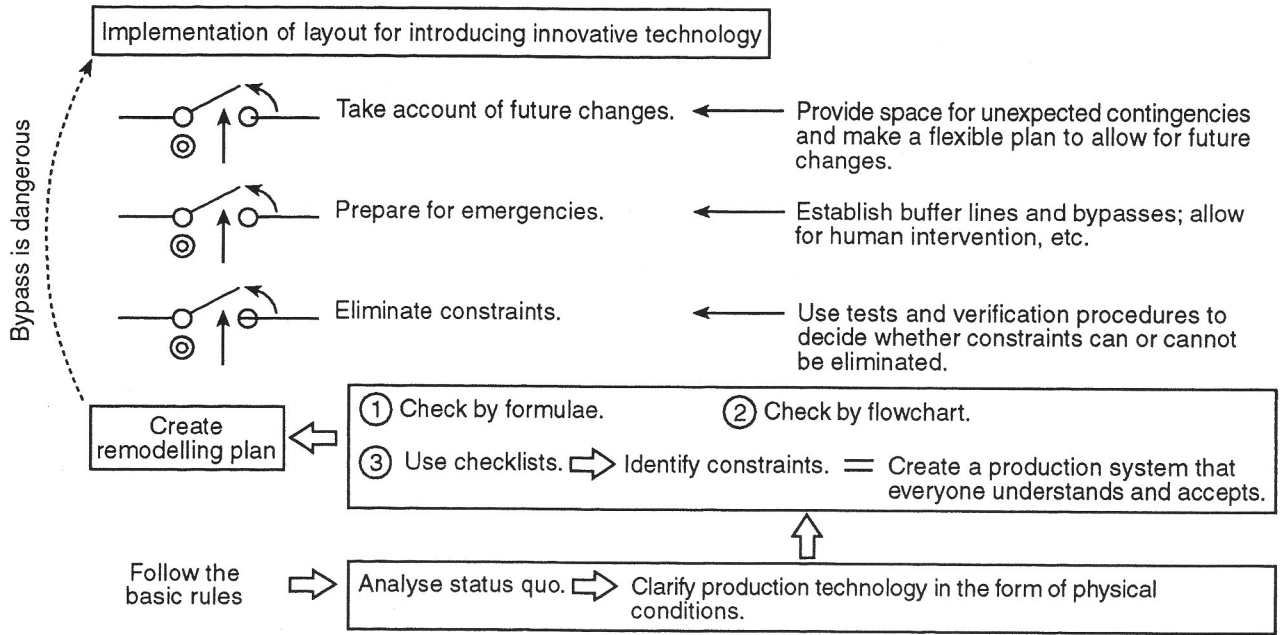 Implementation of layout for introducing innovative technology
Bypass is dangerous
Take account of future changes.
Provide space for unexpected contingencies
and make a flexible plan to allow for future
changes.
Prepare for emergencies.
Establish buffer lines and bypasses; allow
for human intervention, etc.
Eliminate constraints.
Use tests and verification procedures to
decide whether constraints can or cannot
be eliminated.
Create
remodelling plan
1 Check by formulae.
2 Check by flowchart.
3 Use checklists.
Identify constraints.
=
Create a production system that
everyone understands and accepts.
Follow the
basic rules
Analyse status quo.
Clarify production technology in the form of physical
conditions.